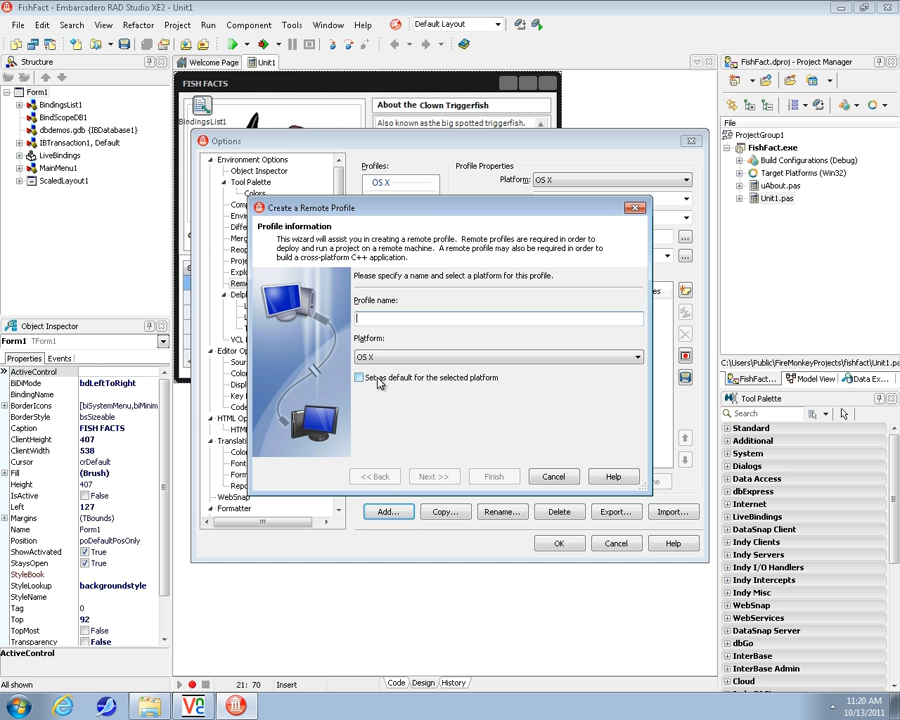 FishFact - Embarcadero RAD Studio XE2 - Unit1
File Edit Search View Refactor Project Run Component Tools Window Help
Default Layout
Structure
Welcome Page
Unit1
FishFact.dproj - Project Manager
Form1
BindingsList1
BindScopeDB1
dbdemos.gdb {IBDatabase1}
IBTransaction1, Default
LiveBindings
MainMenu1
ScaledLayout1
FISH FACTS
BindingsList1
About the Clown Triggerfish
Also known as the big spotted triggerfish.
File
ProjectGroup1
FishFact.exe
Build Configurations (Debug)
Target Platforms (Win32)
uAbout.pas
Unit1.pas
Options
Environment Options
Object Inspector
Tool Palette
Colors
Profiles:
OS X
Profile Properties
Platform:
OS X
Create a Remote Profile
Profile information
This wizard will assist you in creating a remote profile. Remote profiles are required in order to
deploy and run a project on a remote machine. A remote profile may also be required in order to
build a cross-platform C++ application.
Please specify a name and select a platform for this profile.
Profile name:
Platform:
OS X
Set as default for the selected platform
<< Back
Next >>
Finish
Cancel
Help
Delph
VCL
Editor O
HTML Op
HTM
Translati
WebSnap
Formatter
Add...
Copy...
Rename...
Delete
Export...
Import...
OK
Cancel
Help
Object Inspector
Form1 TForm1
Properties Events
ActiveControl
BiDiMode bdLeftToRight
BindingName
BorderIcons [biSystemMenu,biMinim
BorderStyle bsSizeable
Caption FISH FACTS
ClientHeight 407
ClientWidth 538
Cursor crDefault
Fill (Brush)
Height 407
IsActive False
Left 127
Margins (TBounds)
Name Form1
Position poDefaultPosOnly
ShowActivated True
StaysOpen True
StyleBook
StyleLookup backgroundstyle
StyleName
Tag 0
Top 92
TopMost False
Transparency False
ActiveControl
All shown
21: 70
Insert
Code Design History
C:\Users\Public\FireMonkeyProjects\fishfact\Unit1.pa
FishFact...
Model View
Data Ex...
Tool Palette
Search
Standard
Additional
System
Dialogs
Data Access
dbExpress
Internet
LiveBindings
DataSnap Client
Indy Clients
Indy Servers
Indy I/O Handlers
Indy Intercepts
Indy Misc
WebSnap
WebServices
DataSnap Server
dbGo
InterBase
InterBase Admin
Cloud
11:20 AM
10/13/2011